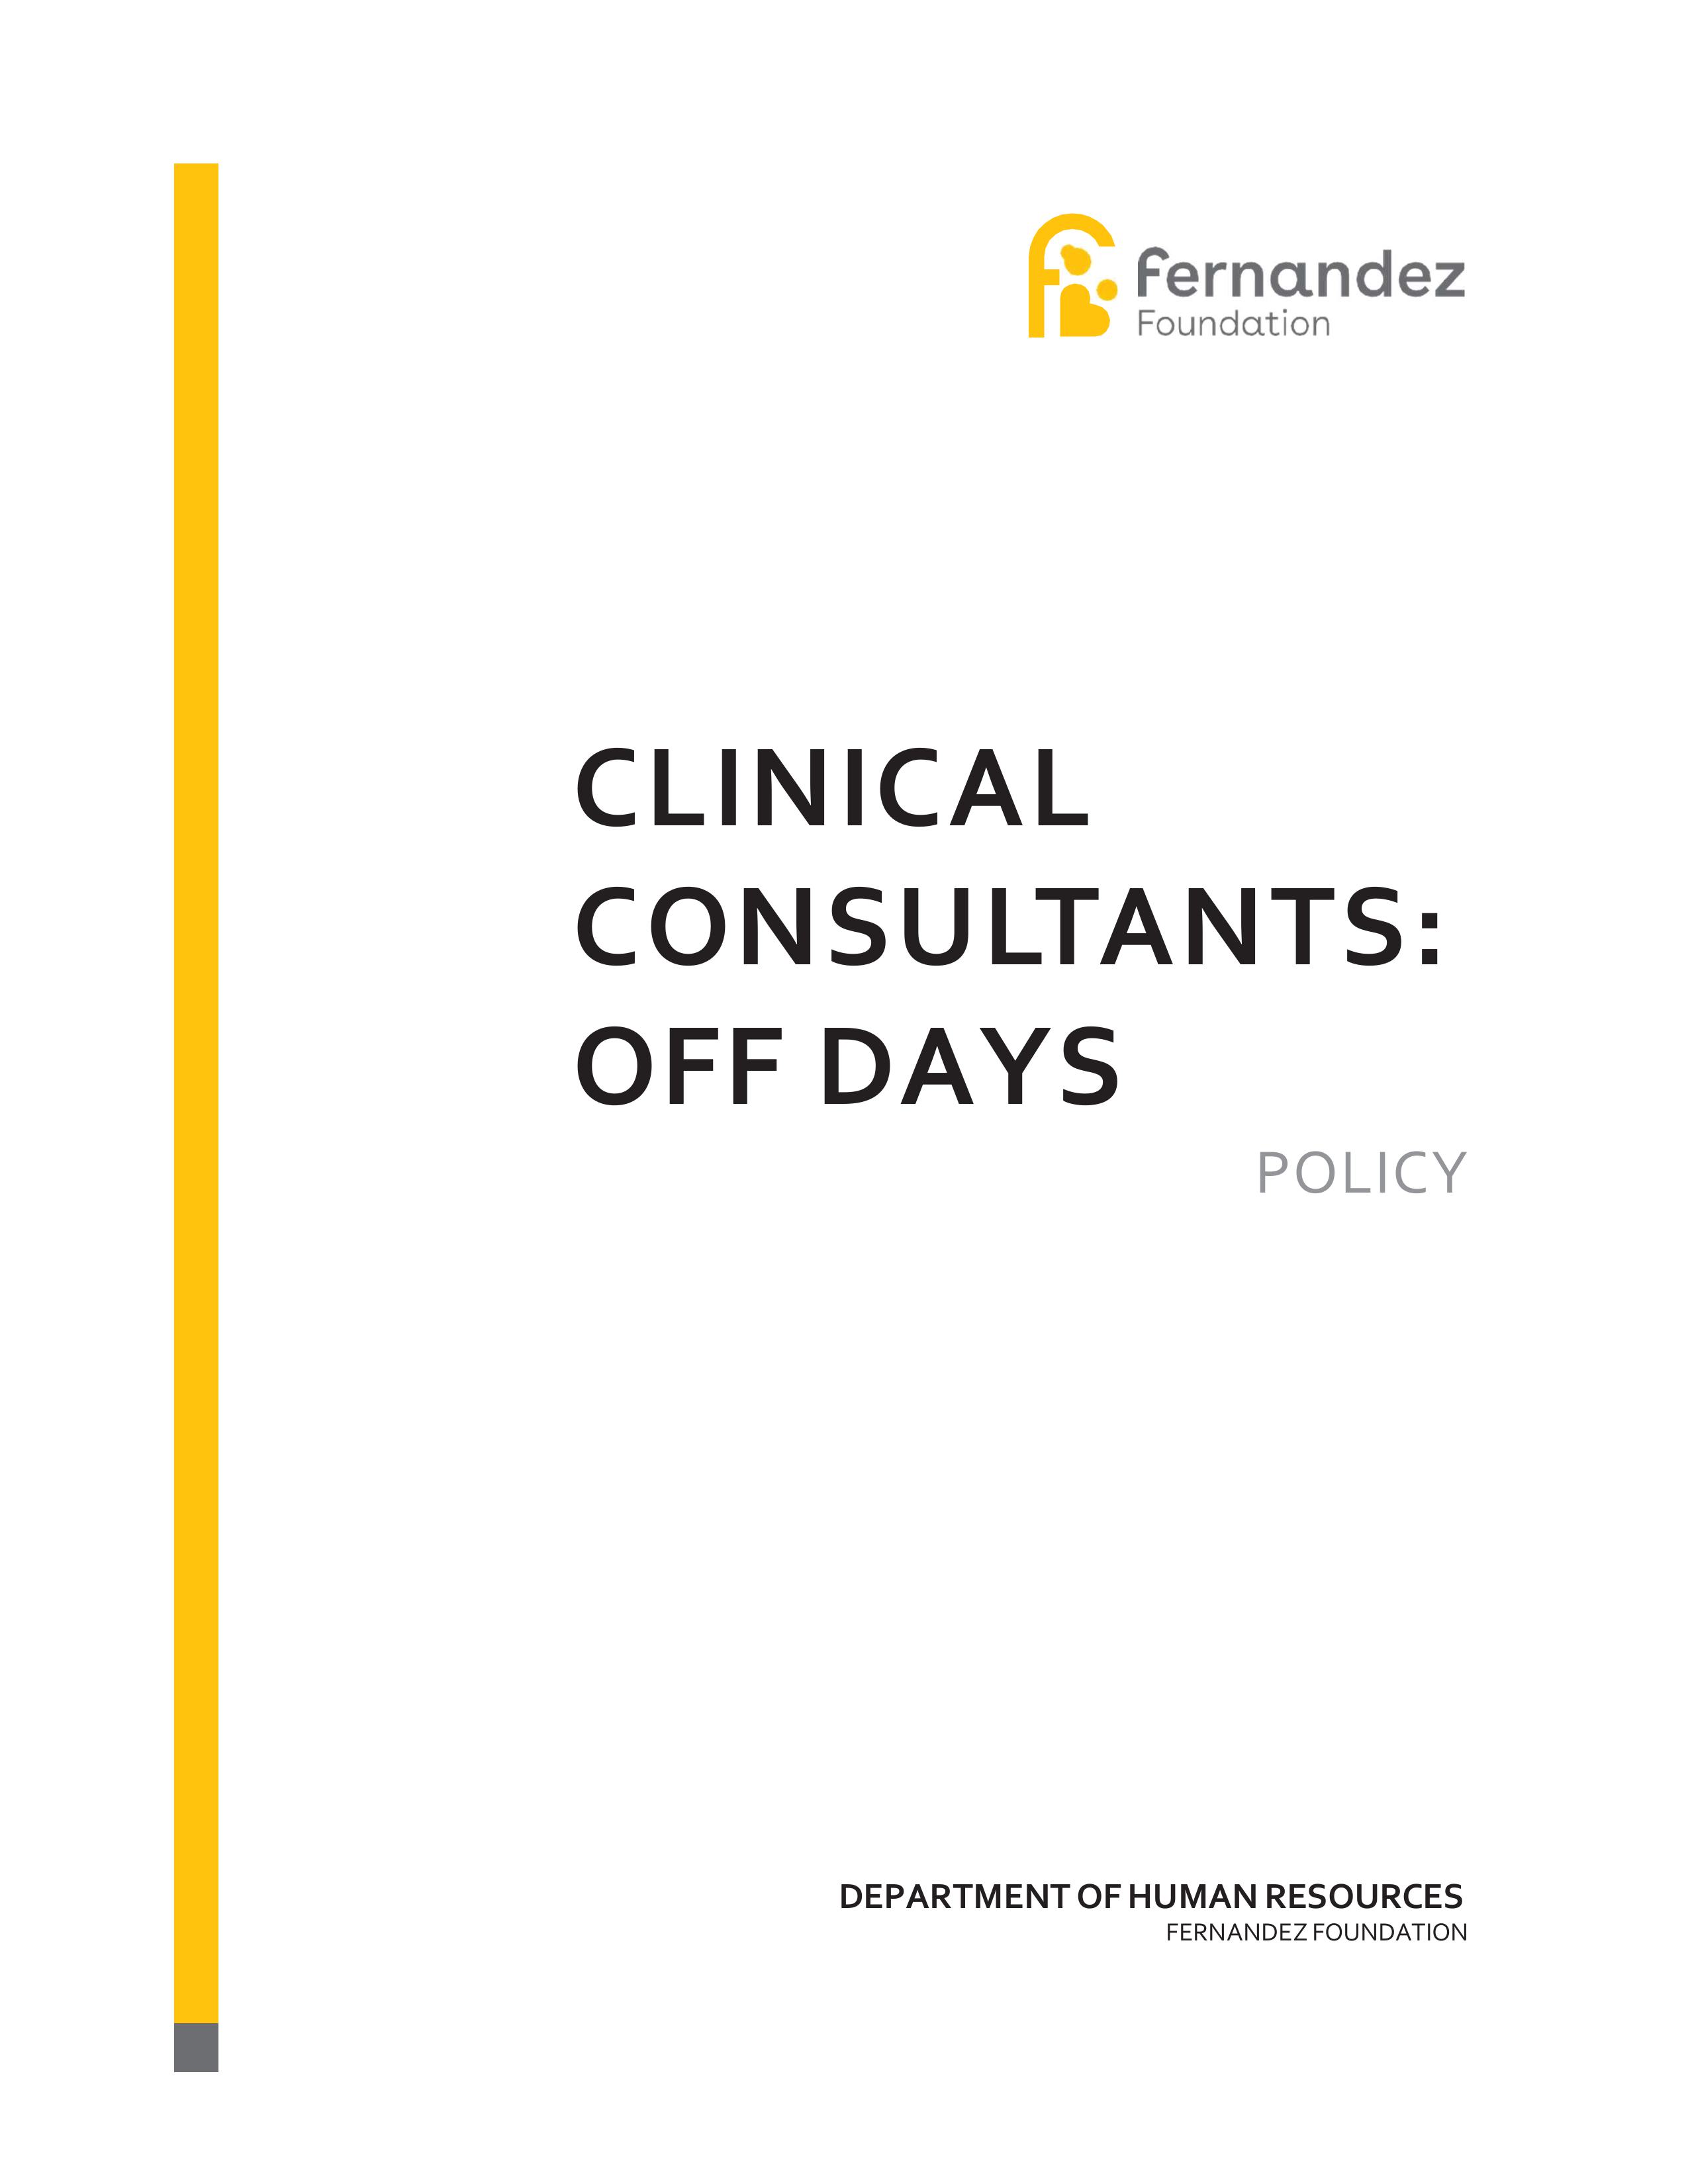 fernandez
Foundation
CLINICAL
CONSULTANTS:
OFF DAYS
POLICY
DEPARTMENT OF HUMAN RESOURCES
FERNANDEZ FOUNDATION